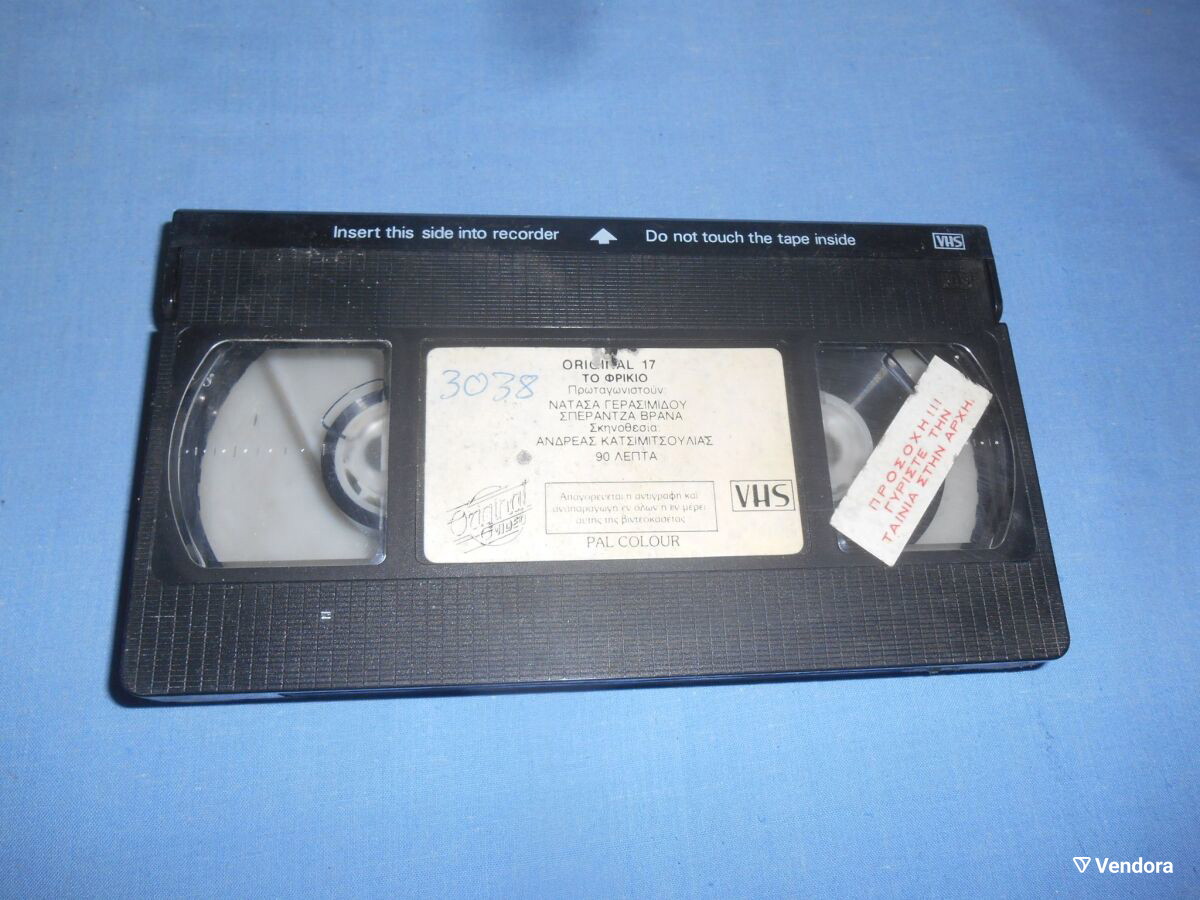 Insert this side into recorder Do not touch the tape inside VHS
ORIGINAL 17
3038
ΤΟ ΦΡΙΚΙΟ
Πρωταγωνιστούν:
ΝΑΤΑΣΑ ΓΕΡΑΣΙΜΙΔΟΥ
ΣΠΕΡΑΝΤΖΑ ΒΡΑΝΑ
Σκηνοθεσία:
ΑΝΔΡΕΑΣ ΚΑΤΣΙΜΙΤΣΟΥΛΙΑΣ
90 ΛΕΠΤΑ
Original
Απαγορεύεται η αντιγραφή και
αναπαραγωγή εν όλων ή εν μέρει
αυτής της βιντεοκασέτας
VHS
PAL COLOUR
ΠΡΟΣΟΧΗ!!!
ΓΥΡΙΣΤΕ ΤΗΝ
ΤΑΙΝΙΑ ΣΤΗΝ ΑΡΧΗ.
Vendora